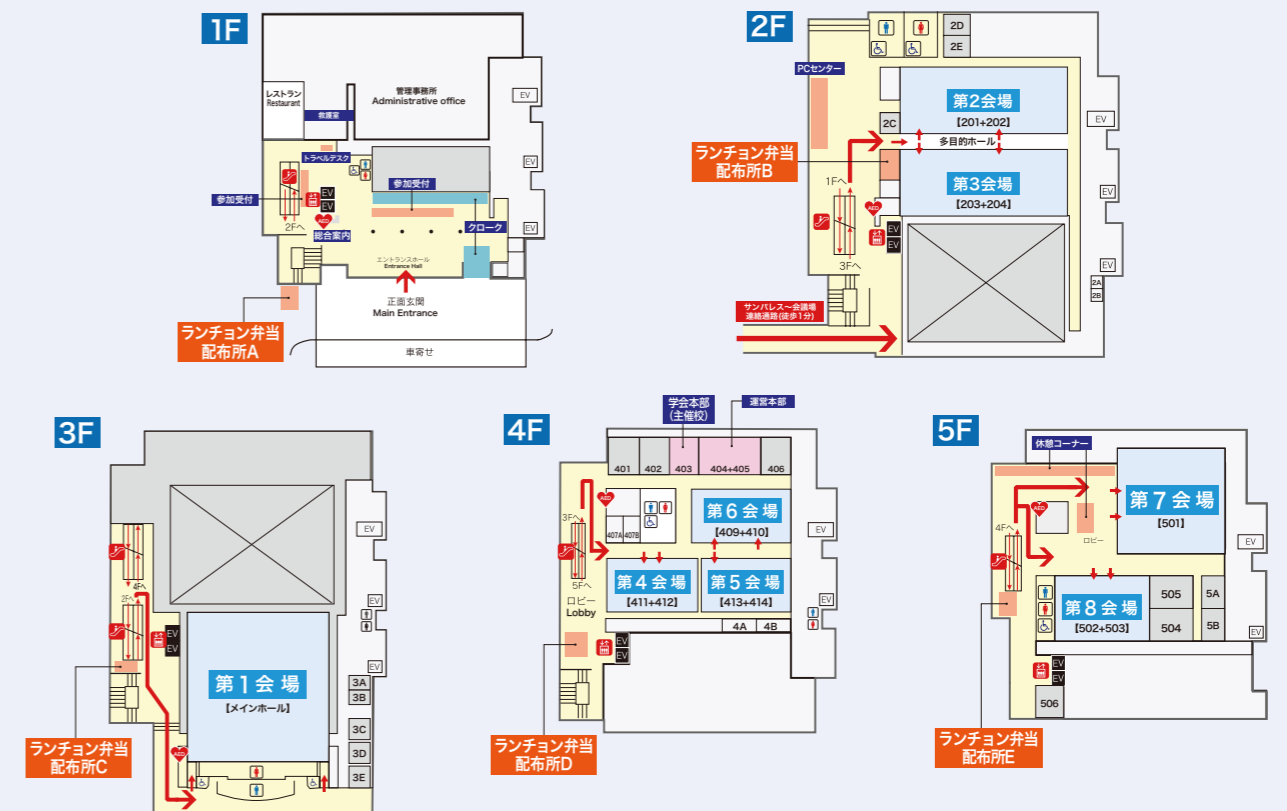 1F
レストラン
Restaurant
管理事務所
Administrative office
EV
救護室
トラベルデスク
EV
参加受付
参加受付
EV
EV
AED
2Fへ
総合案内
クローク
EV
エントランスホール
Entrance Hall
正面玄関
Main Entrance
ランチョン弁当
配布所A
車寄せ
2F
2D
2E
PCセンター
第2会場
【201+202】
2C
EV
多目的ホール
ランチョン弁当
配布所B
第3会場
【203+204】
1Fへ
EV
AED
EV
EV
3Fへ
EV
2A
2B
サンパレス～会議場
連絡通路(徒歩1分)
3F
EV
4Fへ
2Fへ
EV
EV
EV
EV
第1会場
【メインホール】
3A
3B
3C
3D
3E
AED
ランチョン弁当
配布所C
4F
学会本部
(主催校)
運営本部
401
402
403
404+405
406
AED
3Fへ
407A
407B
第6会場
【409+410】
EV
5Fへ
第4会場
【411+412】
第5会場
【413+414】
ロビー
Lobby
EV
4A
4B
EV
EV
ランチョン弁当
配布所D
5F
休憩コーナー
第7会場
【501】
AED
4Fへ
ロビー
EV
第8会場
【502+503】
505
504
5A
5B
EV
EV
EV
506
ランチョン弁当
配布所E